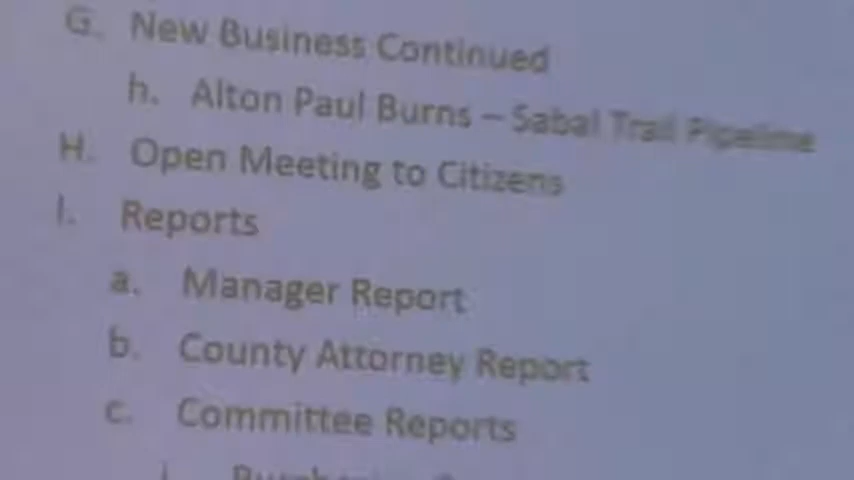 G. New Business Continued
h. Alton Paul Burns – Sabal Trail Pipeline
H. Open Meeting to Citizens
I. Reports
a. Manager Report
b. County Attorney Report
c. Committee Reports
i.